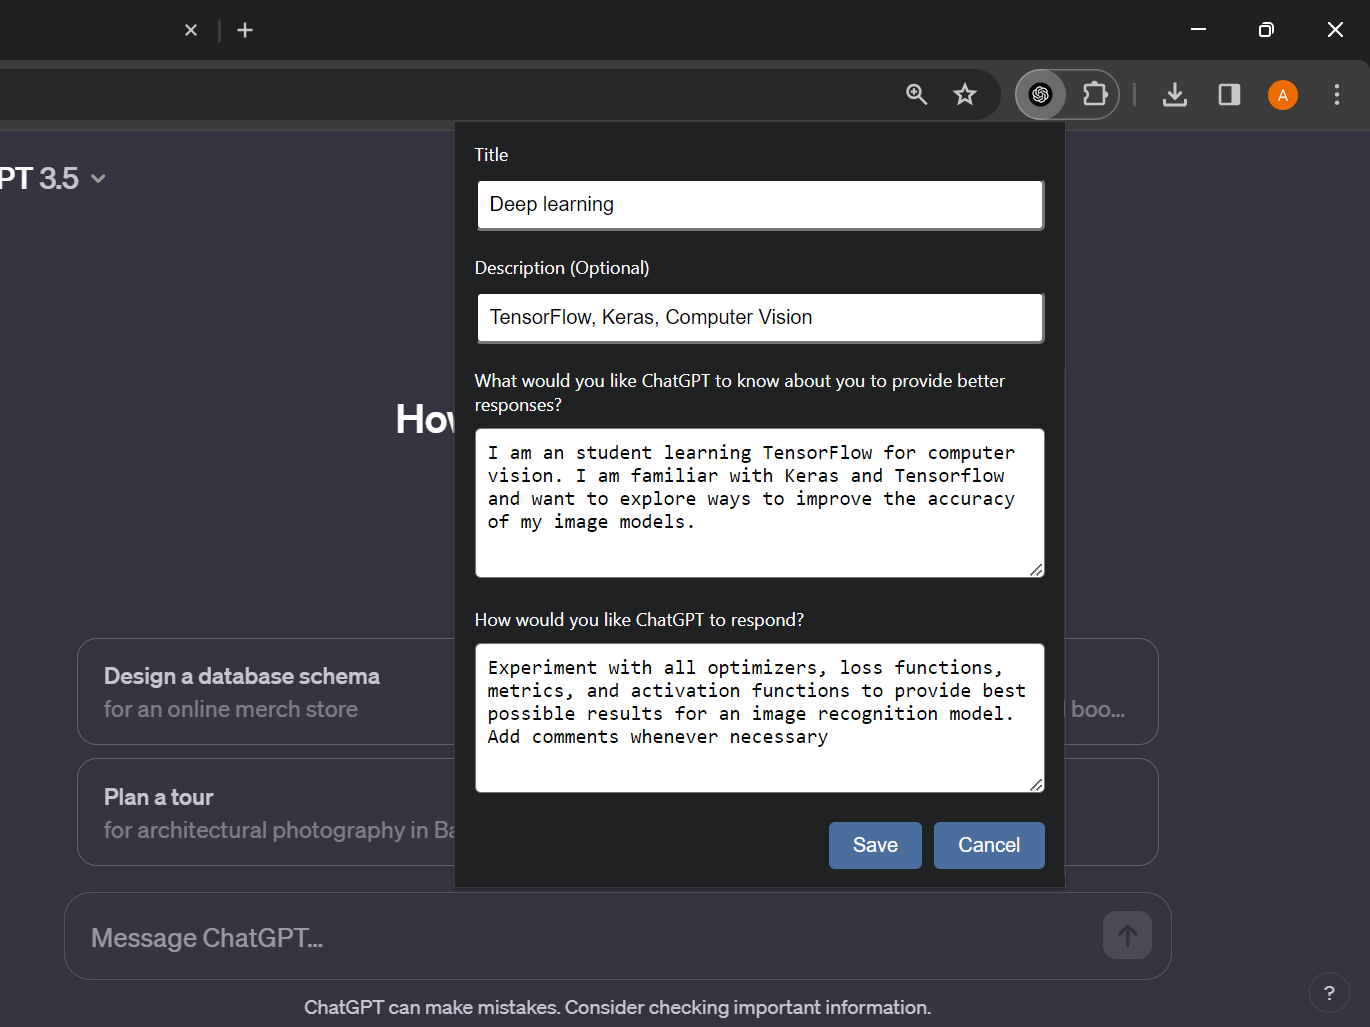 PT 3.5
A
Title
Deep learning
Description (Optional)
TensorFlow, Keras, Computer Vision
What would you like ChatGPT to know about you to provide better
responses?
I am an student learning TensorFlow for computer
vision. I am familiar with Keras and Tensorflow
and want to explore ways to improve the accuracy
of my image models.
How would you like ChatGPT to respond?
Experiment with all optimizers, loss functions,
metrics, and activation functions to provide best
possible results for an image recognition model.
Add comments whenever necessary
Save Cancel
How
Design a database schema
for an online merch store
boo...
Plan a tour
for architectural photography in Ba
Message ChatGPT...
ChatGPT can make mistakes. Consider checking important information.
?